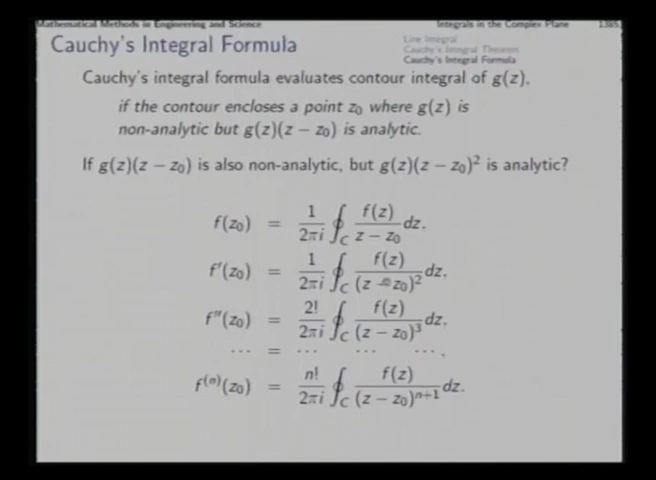 Mathematical Methods in Engineering and Science
Integrals in the Complex Plane
1385,
Cauchy's Integral Formula
Line Integral
Cauchy's Integral Theorem
Cauchy's Integral Formula
Cauchy's integral formula evaluates contour integral of g(z),
if the contour encloses a point z₀ where g(z) is
non-analytic but g(z)(z − z₀) is analytic.
If g(z)(z − z₀) is also non-analytic, but g(z)(z − z₀)² is analytic?
f(z₀) = 1/2πi ∮_C f(z)/(z − z₀) dz,
f′(z₀) = 1/2πi ∮_C f(z)/(z − z₀)² dz,
f″(z₀) = 2!/2πi ∮_C f(z)/(z − z₀)³ dz,
··· = ··· ··· ··· ,
f⁽ⁿ⁾(z₀) = n!/2πi ∮_C f(z)/(z − z₀)ⁿ⁺¹ dz.